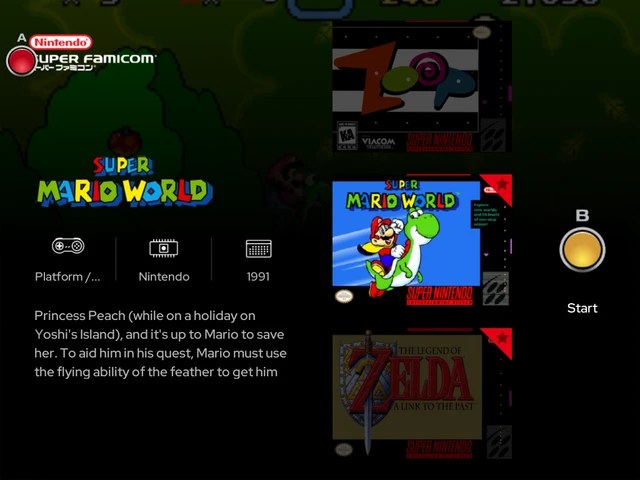 A
Nintendo
SUPER FAMICOM
スーパーファミコン
ZOOP
KA
VIACOM
SUPER NINTENDO
SUPER
MARIO WORLD
SUPER
MARIO WORLD
SUPER NINTENDO
ENTERTAINMENT SYSTEM
B
Start
Platform /...
Nintendo
1991
Princess Peach (while on a holiday on
Yoshi's Island), and it's up to Mario to save
her. To aid him in his quest, Mario must use
the flying ability of the feather to get him
THE LEGEND OF
ZELDA
A LINK TO THE PAST
SUPER NINTENDO